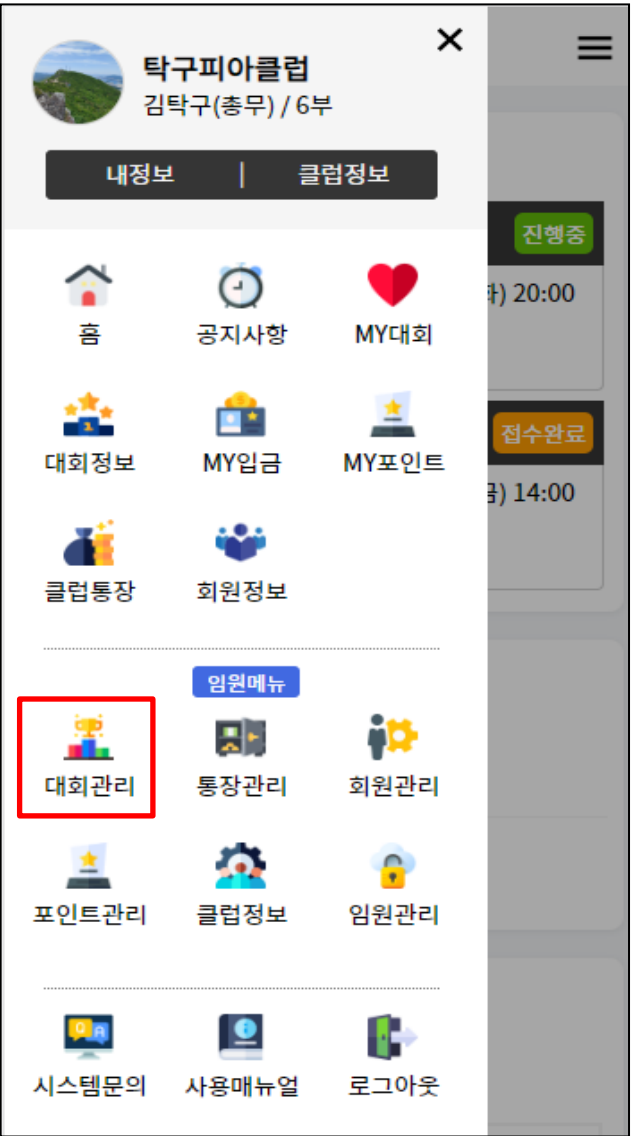 탁구피아클럽
김탁구(총무) / 6부
내정보 | 클럽정보
진행중
) 20:00
홈 공지사항 MY대회
접수완료
대회정보 MY입금 MY포인트
) 14:00
클럽통장 회원정보
임원메뉴
대회관리 통장관리 회원관리
포인트관리 클럽정보 임원관리
Q A
시스템문의 사용매뉴얼 로그아웃